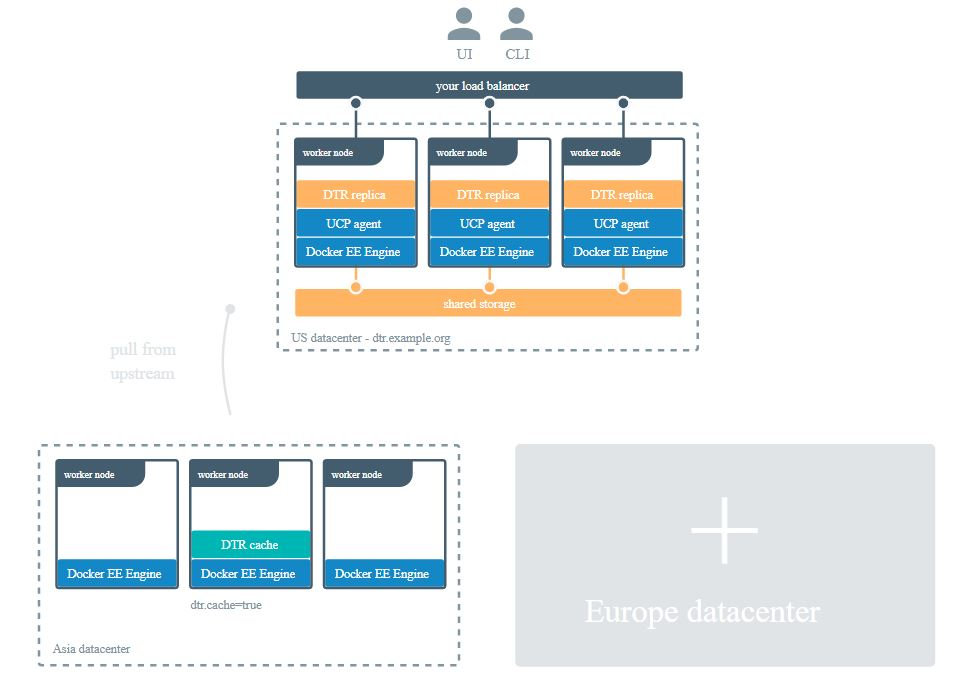 UI
CLI
your load balancer
worker node
worker node
worker node
DTR replica
DTR replica
DTR replica
UCP agent
UCP agent
UCP agent
Docker EE Engine
Docker EE Engine
Docker EE Engine
shared storage
US datacenter - dtr.example.org
pull from
upstream
worker node
worker node
worker node
DTR cache
Docker EE Engine
Docker EE Engine
Docker EE Engine
dtr.cache=true
Asia datacenter
Europe datacenter